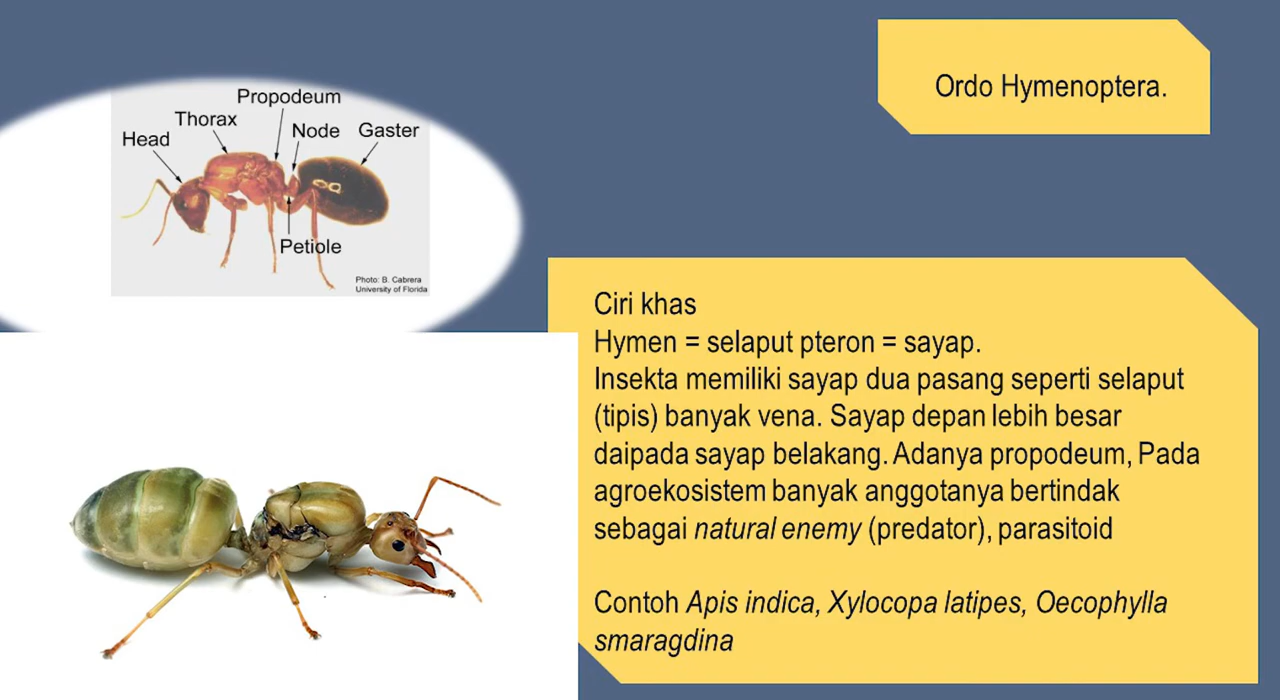 Ordo Hymenoptera.
Propodeum
Thorax
Node
Gaster
Head
Petiole
Photo: B. Cabrera
University of Florida
Ciri khas
Hymen = selaput pteron = sayap.
Insekta memiliki sayap dua pasang seperti selaput
(tipis) banyak vena. Sayap depan lebih besar
daipada sayap belakang. Adanya propodeum, Pada
agroekosistem banyak anggotanya bertindak
sebagai natural enemy (predator), parasitoid
Contoh Apis indica, Xylocopa latipes, Oecophylla
smaragdina